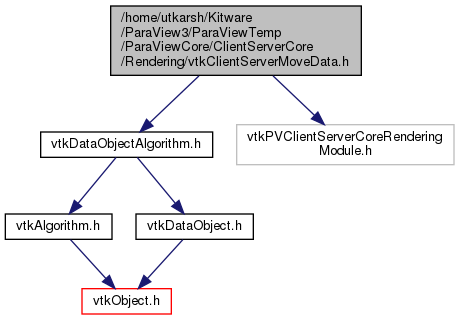 /home/utkarsh/Kitware
/ParaView3/ParaViewTemp
/ParaViewCore/ClientServerCore
/Rendering/vtkClientServerMoveData.h
vtkDataObjectAlgorithm.h
vtkPVClientServerCoreRendering
Module.h
vtkAlgorithm.h
vtkDataObject.h
vtkObject.h